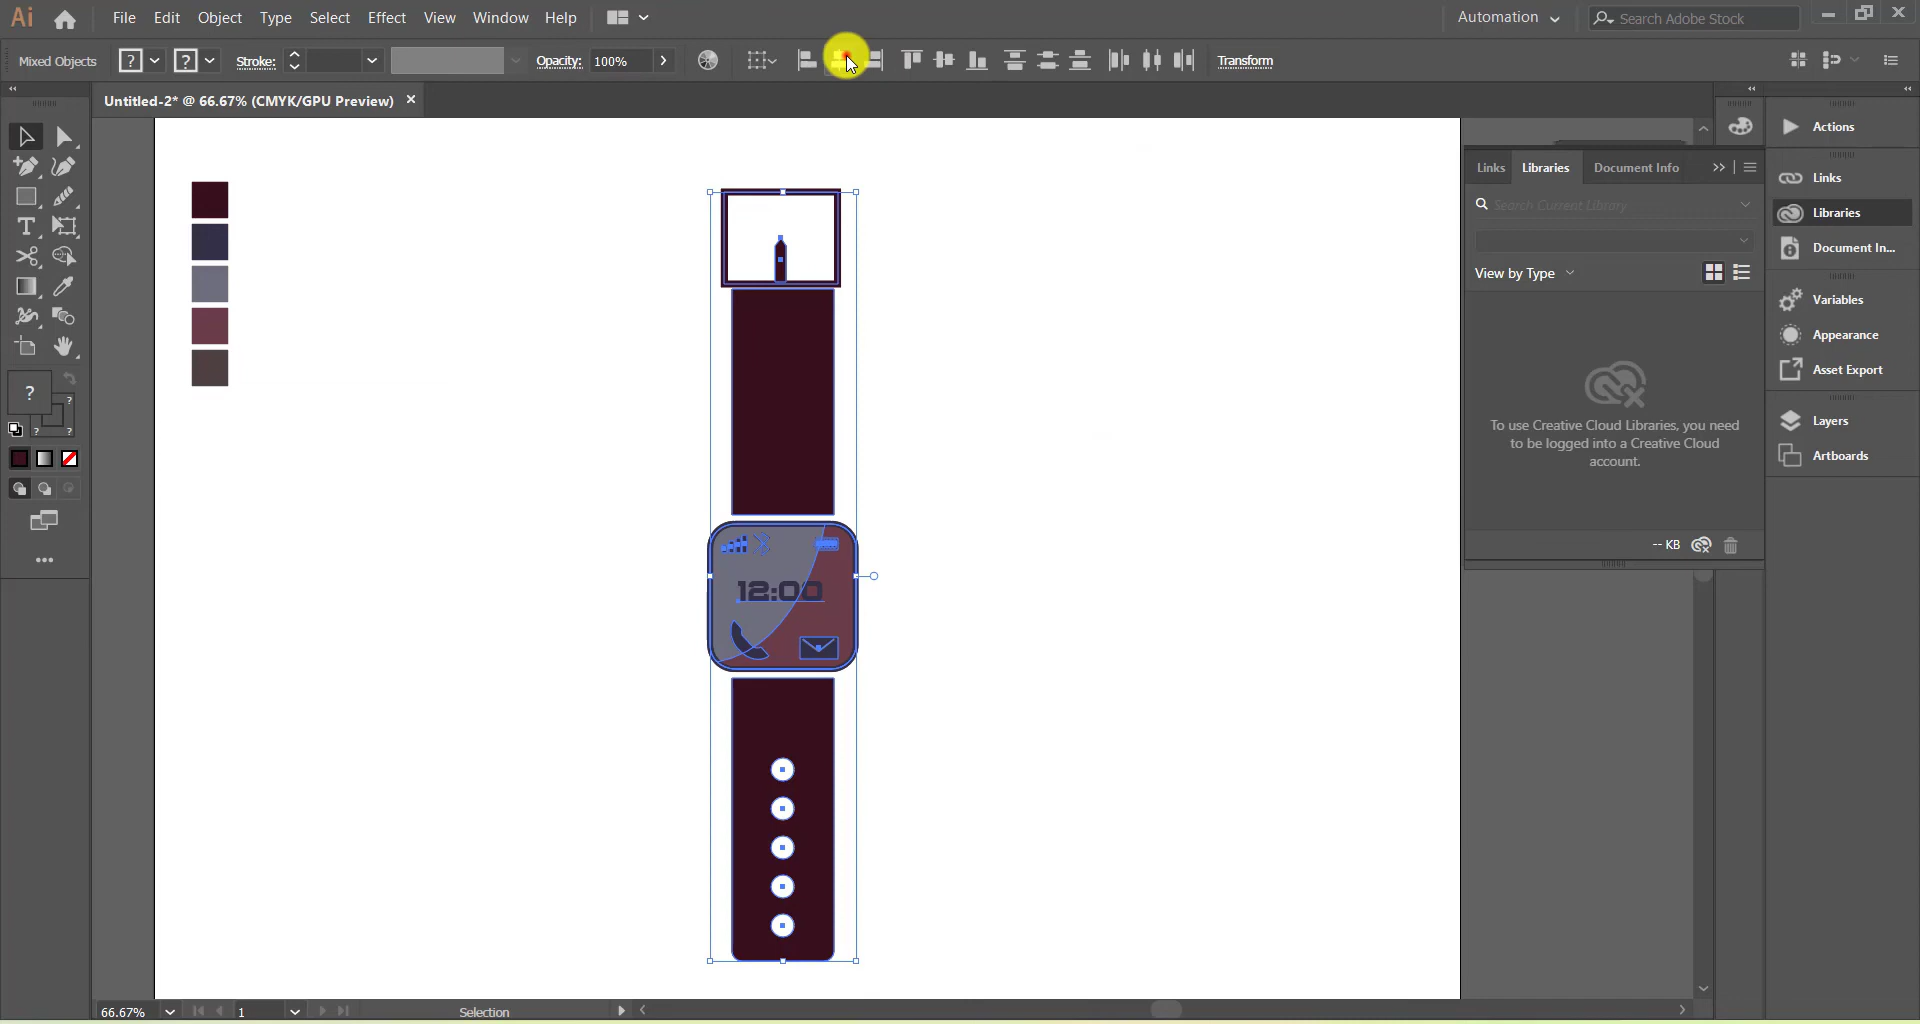 Ai
File Edit Object Type Select Effect View Window Help
Automation
Search Adobe Stock
Mixed Objects
?
?
Stroke:
Opacity:
100%
Transform
Untitled-2* @ 66.67% (CMYK/GPU Preview)
Links Libraries Document Info
Search Current Library
View by Type
To use Creative Cloud Libraries, you need
to be logged into a Creative Cloud
account.
-- KB
Actions
Links
Libraries
Document In...
Variables
Appearance
Asset Export
Layers
Artboards
T
?
?
?
?
12:00
66.67%
1
Selection